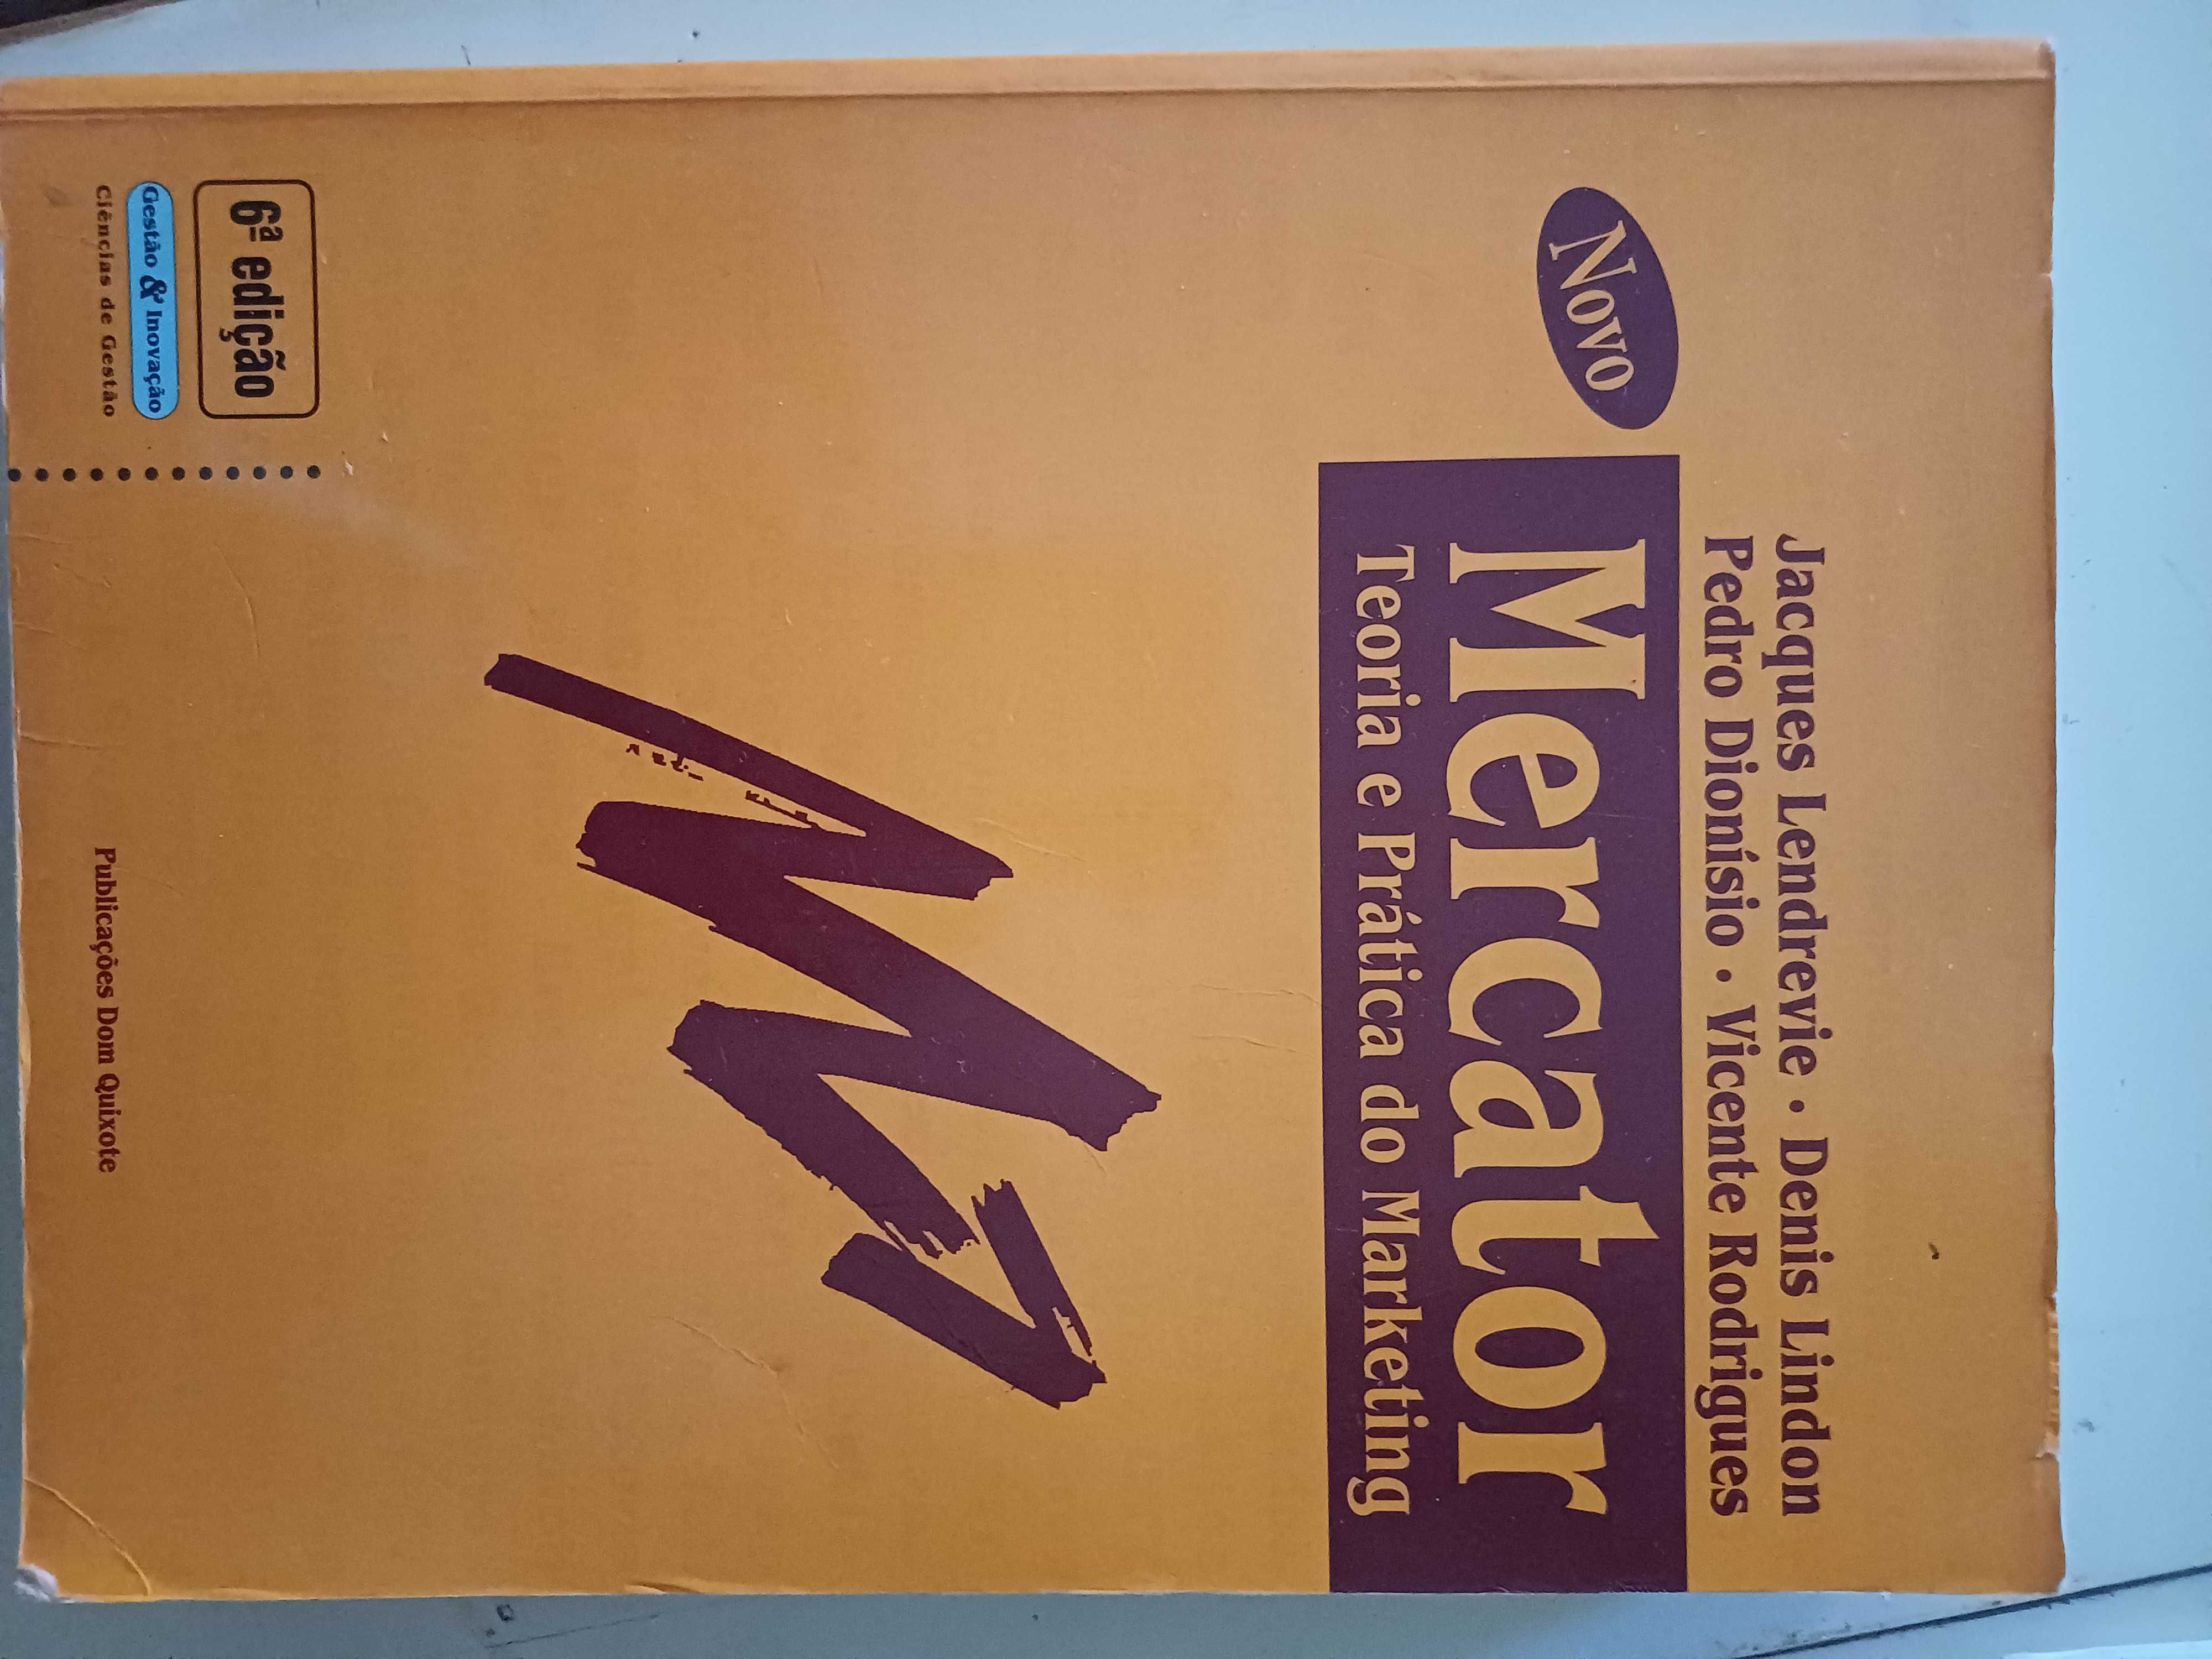 Jacques Lendrevie • Denis Lindon
Pedro Dionísio • Vicente Rodrigues
Novo
Mercator
Teoria e Prática do Marketing
6ª edição
Gestão & Inovação
Ciências de Gestão
Publicações Dom Quixote